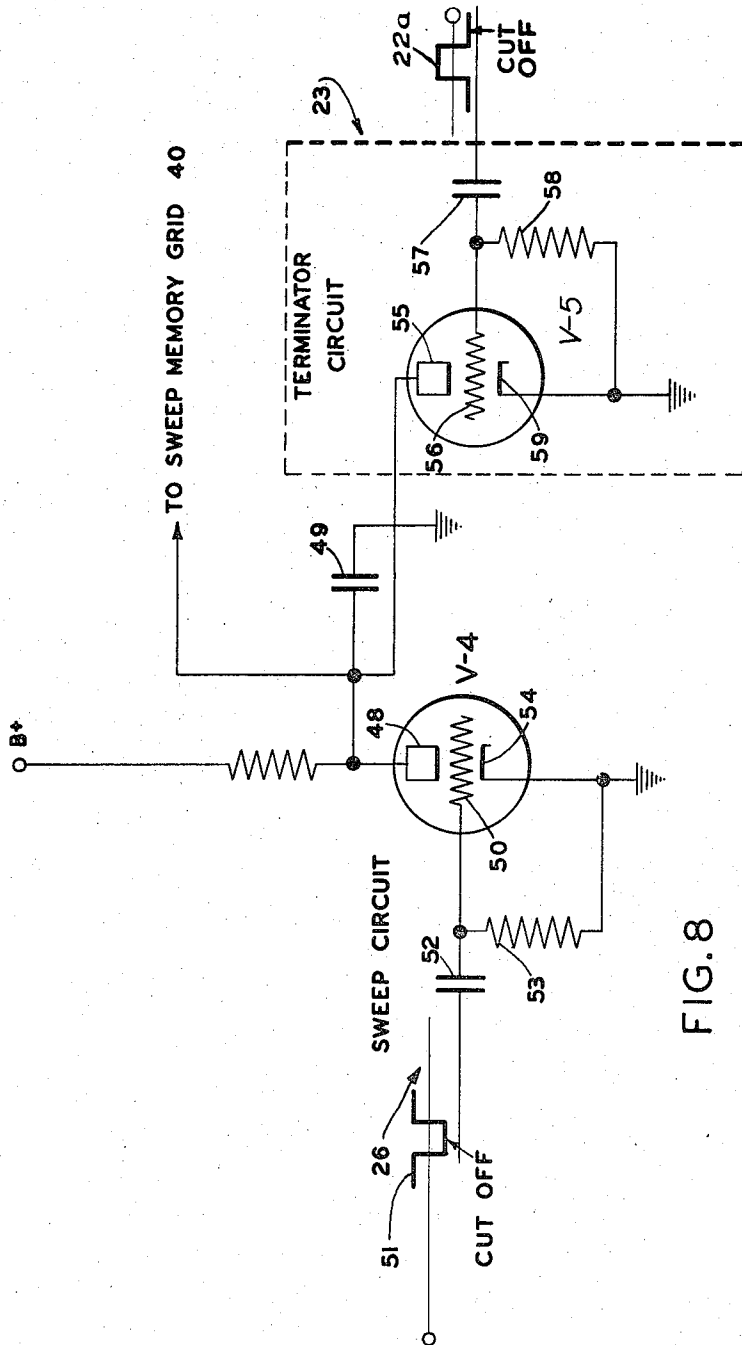 B+
TO SWEEP MEMORY GRID 40
22a
23
CUT
OFF
TERMINATOR
CIRCUIT
49
55
57
58
56
59
V-5
48
V-4
50
54
SWEEP CIRCUIT
26
51
52
53
CUT OFF
FIG. 8